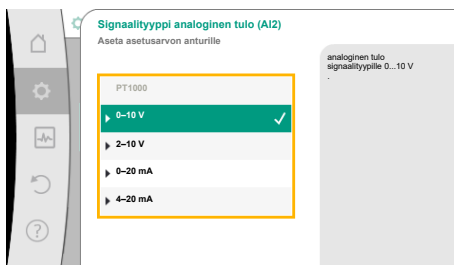 Signaalityyppi analoginen tulo (AI2)
Aseta asetusarvon anturille
PT1000
0–10 V
2–10 V
0–20 mA
4–20 mA
analoginen tulo
signaalityypille 0...10 V
.
?